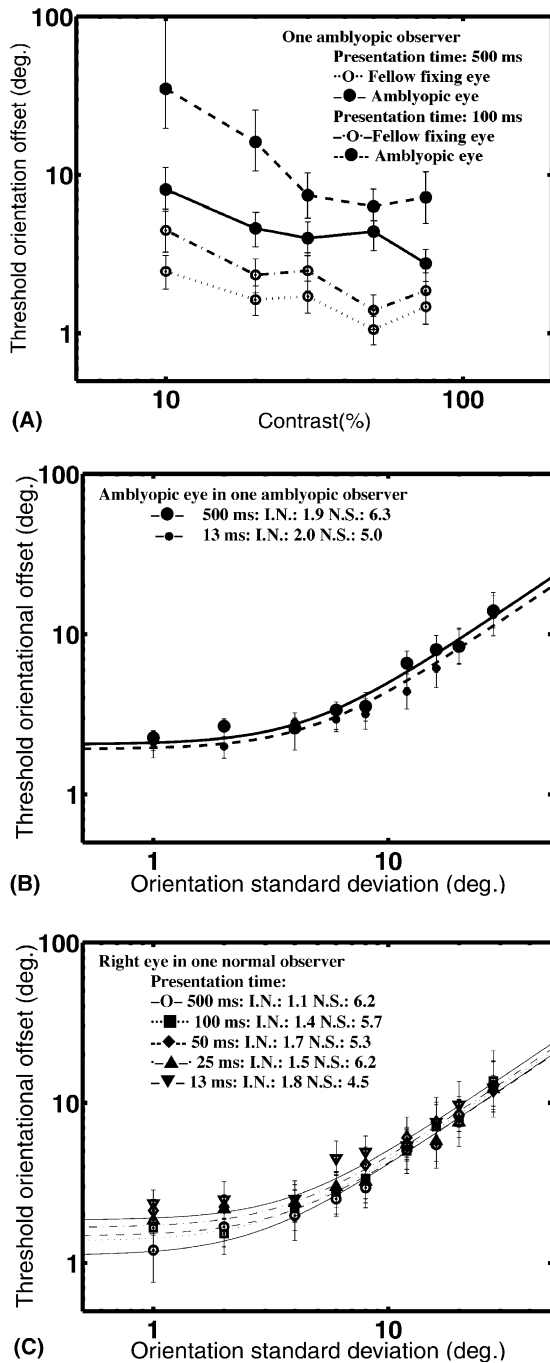 100
One amblyopic observer
Presentation time: 500 ms
Fellow fixing eye
Amblyopic eye
Presentation time: 100 ms
Fellow fixing eye
Amblyopic eye
10
1
Threshold orientation offset (deg.)
10
100
Contrast(%)
(A)
100
Amblyopic eye in one amblyopic observer
500 ms: I.N.: 1.9 N.S.: 6.3
13 ms: I.N.: 2.0 N.S.: 5.0
10
1
Threshold orientational offset (deg.)
1
10
Orientation standard deviation (deg.)
(B)
100
Right eye in one normal observer
Presentation time:
500 ms: I.N.: 1.1 N.S.: 6.2
100 ms: I.N.: 1.4 N.S.: 5.7
50 ms: I.N.: 1.7 N.S.: 5.3
25 ms: I.N.: 1.5 N.S.: 6.2
13 ms: I.N.: 1.8 N.S.: 4.5
10
1
Threshold orientational offset (deg.)
1
10
Orientation standard deviation (deg.)
(C)